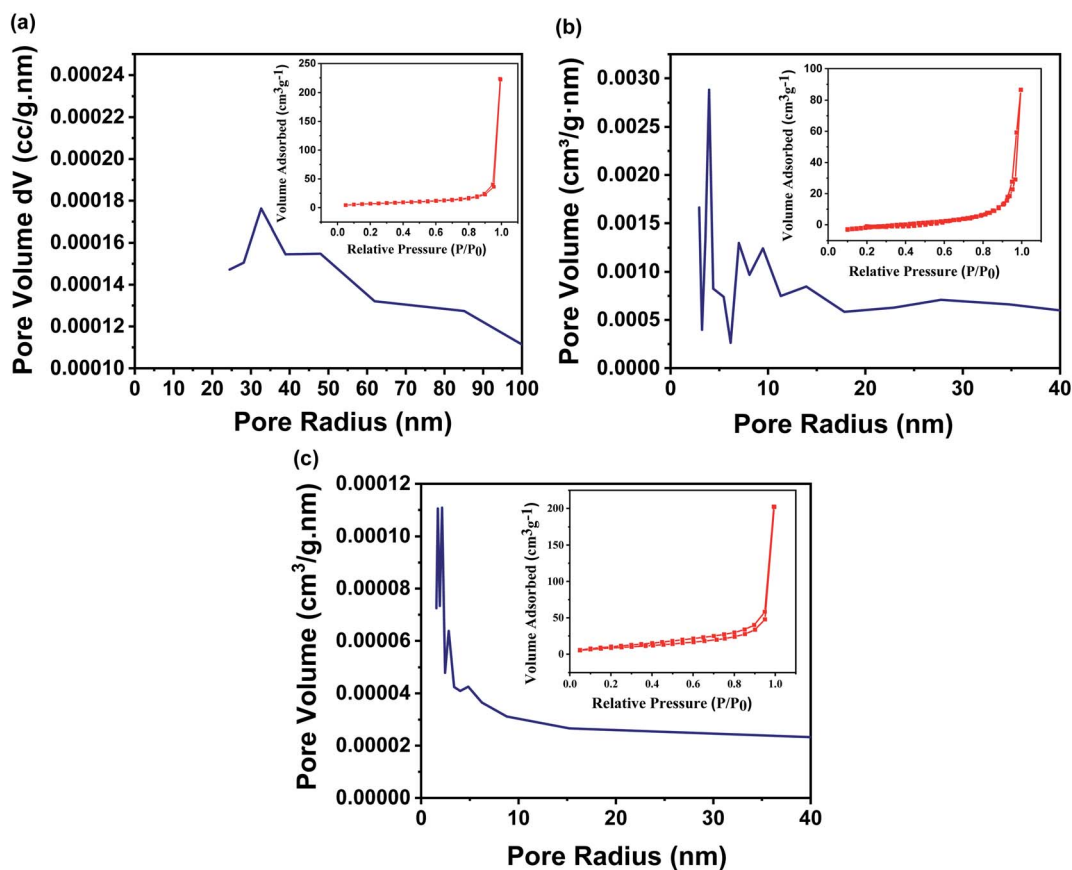 (a)
Pore Volume dV (cc/g.nm)
0.00024
0.00022
0.00020
0.00018
0.00016
0.00014
0.00012
0.00010
0 10 20 30 40 50 60 70 80 90 100
Pore Radius (nm)
Volume Adsorbed (cm3g-1)
250
200
150
100
50
0
0.0 0.2 0.4 0.6 0.8 1.0
Relative Pressure (P/P0)
(b)
Pore Volume (cm³/g·nm)
0.0030
0.0025
0.0020
0.0015
0.0010
0.0005
0.0000
0 10 20 30 40
Pore Radius (nm)
Volume Adsorbed (cm3g-1)
100
80
60
40
20
0
0.0 0.2 0.4 0.6 0.8 1.0
Relative Pressure (P/P0)
(c)
Pore Volume (cm³/g.nm)
0.00012
0.00010
0.00008
0.00006
0.00004
0.00002
0.00000
0 10 20 30 40
Pore Radius (nm)
Volume Adsorbed (cm3g-1)
200
150
100
50
0
0.0 0.2 0.4 0.6 0.8 1.0
Relative Pressure (P/P0)